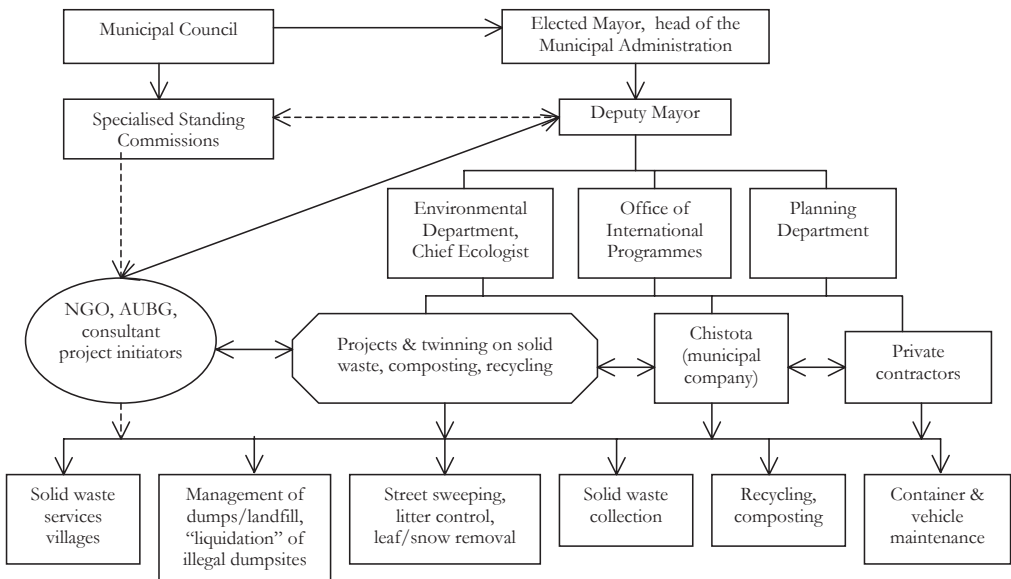 Municipal Council
Elected Mayor, head of the
Municipal Administration
Specialised Standing
Commissions
Deputy Mayor
Environmental
Department,
Chief Ecologist
Office of
International
Programmes
Planning
Department
NGO, AUBG,
consultant
project initiators
Projects & twinning on solid
waste, composting, recycling
Chistota
(municipal
company)
Private
contractors
Solid waste
services
villages
Management of
dumps/landfill,
“liquidation” of
illegal dumpsites
Street sweeping,
litter control,
leaf/snow removal
Solid waste
collection
Recycling,
composting
Container &
vehicle
maintenance